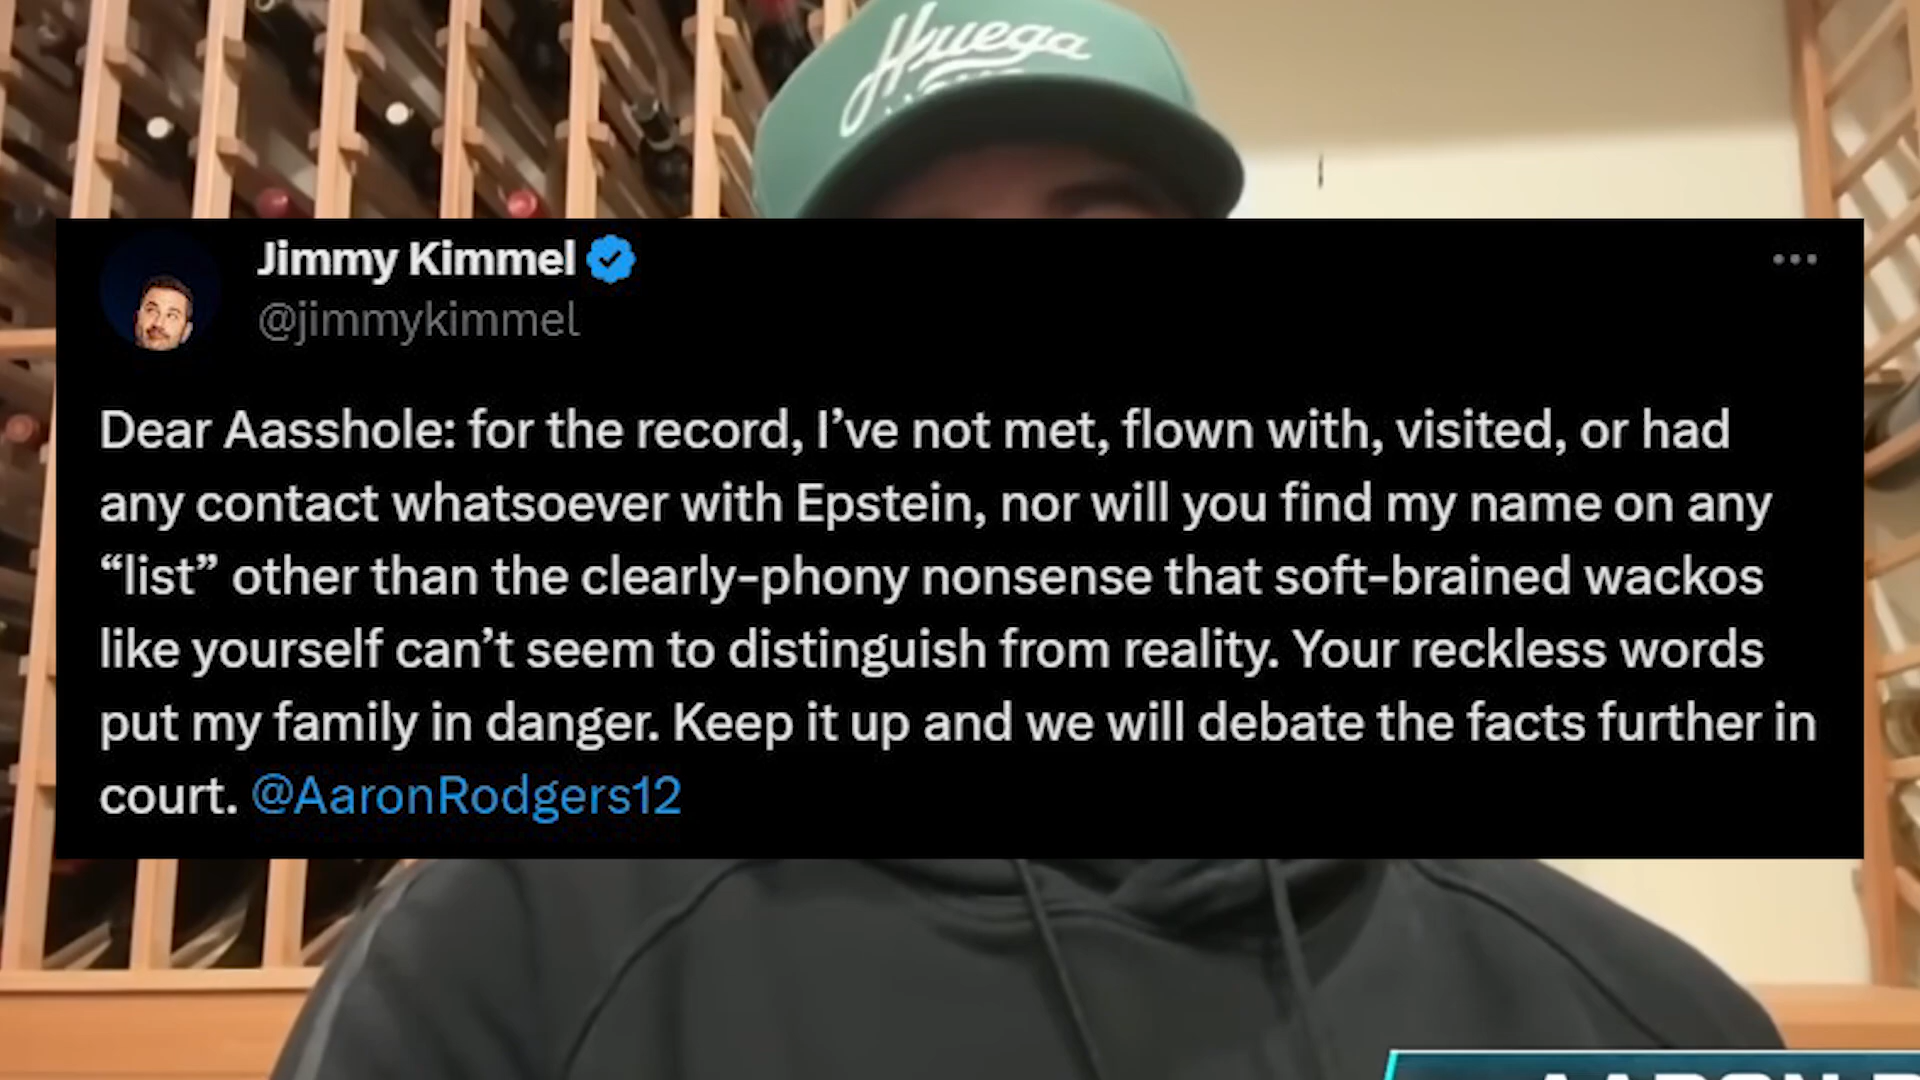 Huega
Jimmy Kimmel
@jimmykimmel
Dear Aasshole: for the record, I’ve not met, flown with, visited, or had
any contact whatsoever with Epstein, nor will you find my name on any
“list” other than the clearly-phony nonsense that soft-brained wackos
like yourself can’t seem to distinguish from reality. Your reckless words
put my family in danger. Keep it up and we will debate the facts further in
court. @AaronRodgers12